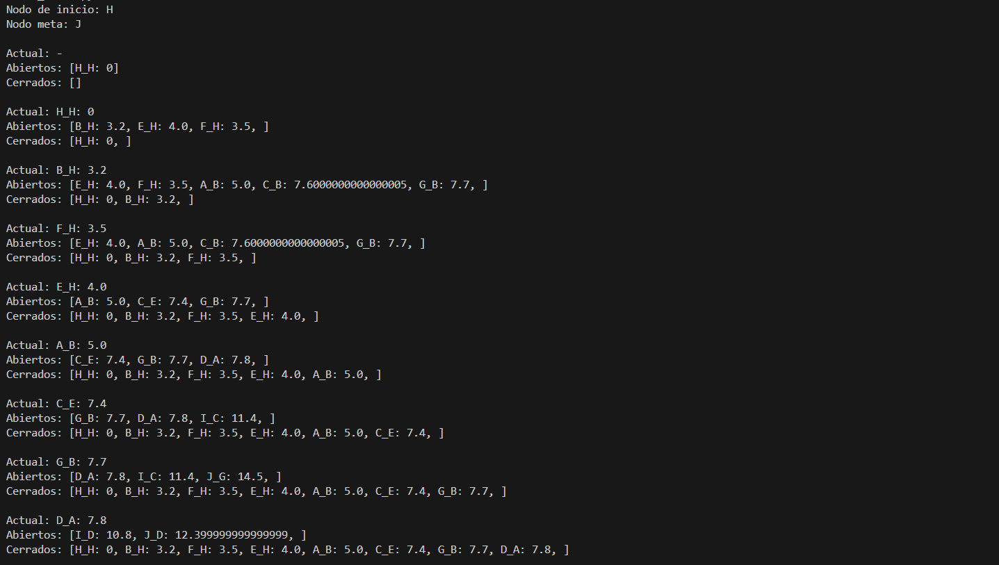 Nodo de inicio: H
Nodo meta: J
Actual: -
Abiertos: [H_H: 0]
Cerrados: []
Actual: H_H: 0
Abiertos: [B_H: 3.2, E_H: 4.0, F_H: 3.5, ]
Cerrados: [H_H: 0, ]
Actual: B_H: 3.2
Abiertos: [E_H: 4.0, F_H: 3.5, A_B: 5.0, C_B: 7.6000000000000005, G_B: 7.7, ]
Cerrados: [H_H: 0, B_H: 3.2, ]
Actual: F_H: 3.5
Abiertos: [E_H: 4.0, A_B: 5.0, C_B: 7.6000000000000005, G_B: 7.7, ]
Cerrados: [H_H: 0, B_H: 3.2, F_H: 3.5, ]
Actual: E_H: 4.0
Abiertos: [A_B: 5.0, C_E: 7.4, G_B: 7.7, ]
Cerrados: [H_H: 0, B_H: 3.2, F_H: 3.5, E_H: 4.0, ]
Actual: A_B: 5.0
Abiertos: [C_E: 7.4, G_B: 7.7, D_A: 7.8, ]
Cerrados: [H_H: 0, B_H: 3.2, F_H: 3.5, E_H: 4.0, A_B: 5.0, ]
Actual: C_E: 7.4
Abiertos: [G_B: 7.7, D_A: 7.8, I_C: 11.4, ]
Cerrados: [H_H: 0, B_H: 3.2, F_H: 3.5, E_H: 4.0, A_B: 5.0, C_E: 7.4, ]
Actual: G_B: 7.7
Abiertos: [D_A: 7.8, I_C: 11.4, J_G: 14.5, ]
Cerrados: [H_H: 0, B_H: 3.2, F_H: 3.5, E_H: 4.0, A_B: 5.0, C_E: 7.4, G_B: 7.7, ]
Actual: D_A: 7.8
Abiertos: [I_D: 10.8, J_D: 12.399999999999999, ]
Cerrados: [H_H: 0, B_H: 3.2, F_H: 3.5, E_H: 4.0, A_B: 5.0, C_E: 7.4, G_B: 7.7, D_A: 7.8, ]